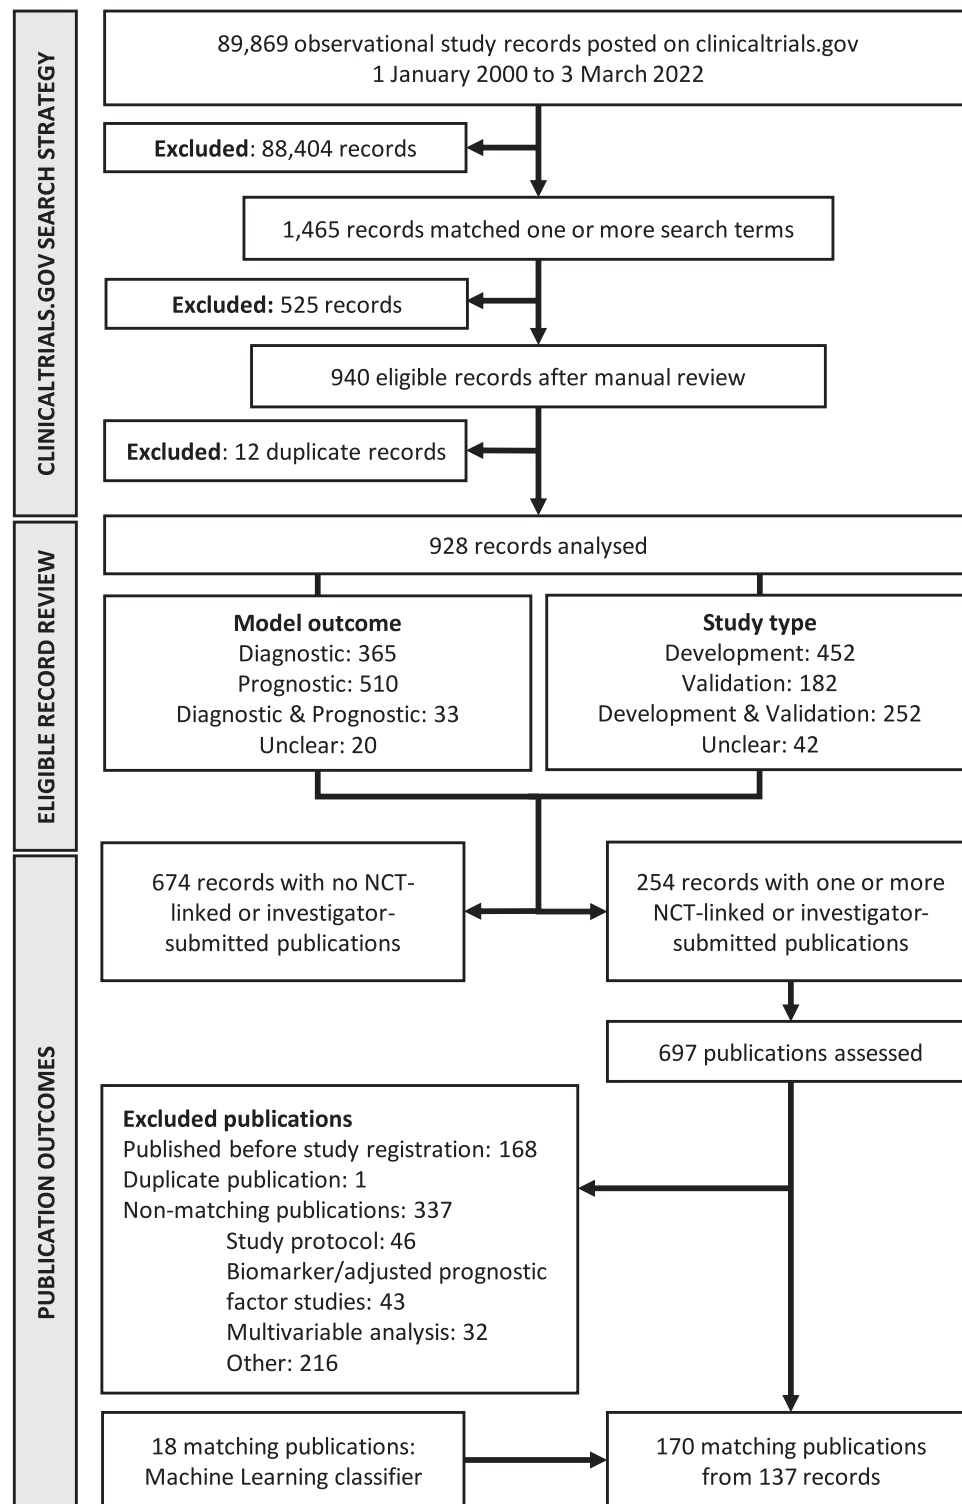 CLINICALTRIALS.GOV SEARCH STRATEGY
89,869 observational study records posted on clinicaltrials.gov
1 January 2000 to 3 March 2022
Excluded: 88,404 records
1,465 records matched one or more search terms
Excluded: 525 records
940 eligible records after manual review
Excluded: 12 duplicate records
ELIGIBLE RECORD REVIEW
928 records analysed
Model outcome
Diagnostic: 365
Prognostic: 510
Diagnostic & Prognostic: 33
Unclear: 20
Study type
Development: 452
Validation: 182
Development & Validation: 252
Unclear: 42
PUBLICATION OUTCOMES
674 records with no NCT-
linked or investigator-
submitted publications
254 records with one or more
NCT-linked or investigator-
submitted publications
697 publications assessed
Excluded publications
Published before study registration: 168
Duplicate publication: 1
Non-matching publications: 337
Study protocol: 46
Biomarker/adjusted prognostic
factor studies: 43
Multivariable analysis: 32
Other: 216
18 matching publications:
Machine Learning classifier
170 matching publications
from 137 records